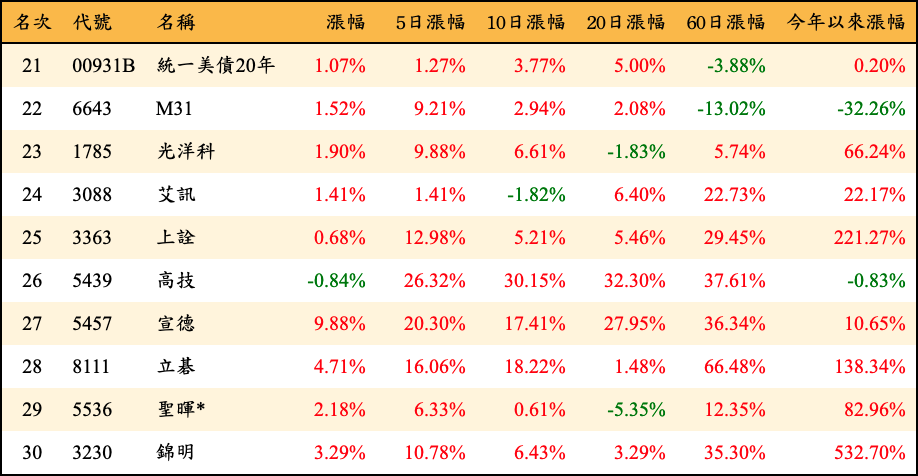 名次 代號 名稱 漲幅 5日漲幅 10日漲幅 20日漲幅 60日漲幅 今年以來漲幅
21 00931B 統一美債20年 1.07% 1.27% 3.77% 5.00% -3.88% 0.20%
22 6643 M31 1.52% 9.21% 2.94% 2.08% -13.02% -32.26%
23 1785 光洋科 1.90% 9.88% 6.61% -1.83% 5.74% 66.24%
24 3088 艾訊 1.41% 1.41% -1.82% 6.40% 22.73% 22.17%
25 3363 上詮 0.68% 12.98% 5.21% 5.46% 29.45% 221.27%
26 5439 高技 -0.84% 26.32% 30.15% 32.30% 37.61% -0.83%
27 5457 宣德 9.88% 20.30% 17.41% 27.95% 36.34% 10.65%
28 8111 立碁 4.71% 16.06% 18.22% 1.48% 66.48% 138.34%
29 5536 聖暉* 2.18% 6.33% 0.61% -5.35% 12.35% 82.96%
30 3230 錦明 3.29% 10.78% 6.43% 3.29% 35.30% 532.70%